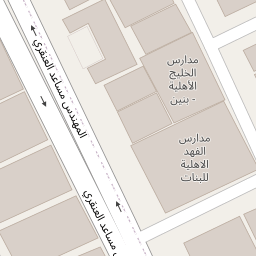 المهندس مساعد العنقري
مدارس
الخليج
الأهلية
- بنين
مدارس
الفهد
الاهلية
للبنات
س مساعد العنقري